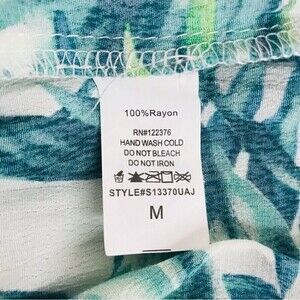 100%Rayon
RN#122376
HAND WASH COLD
DO NOT BLEACH
DO NOT IRON
STYLE#S13370UAJ
M